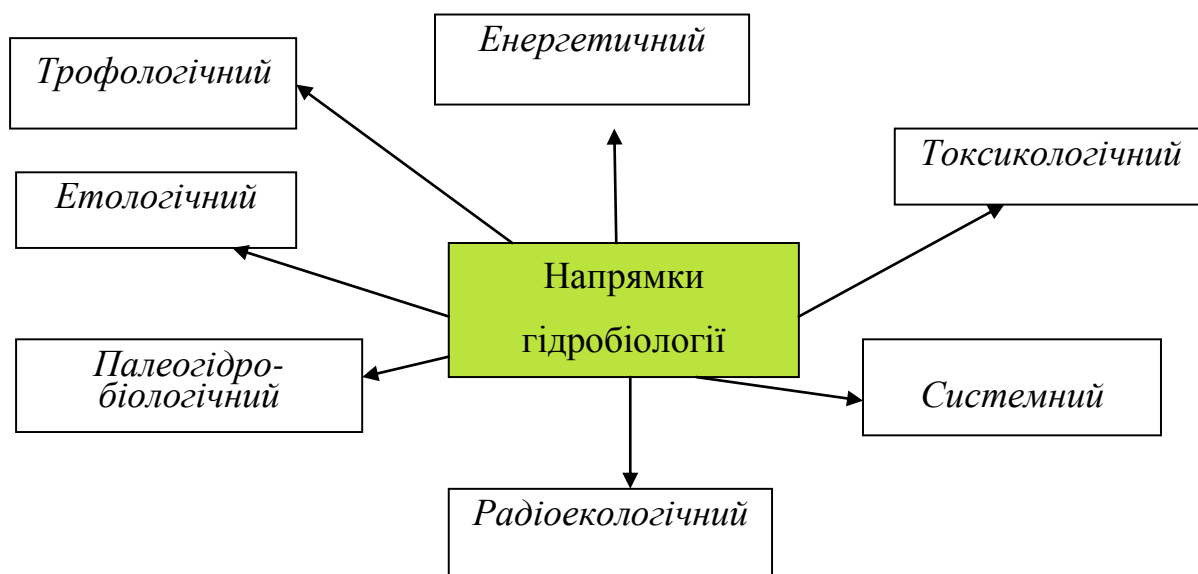 Енергетичний
Трофологічний
Токсикологічний
Етологічний
Напрямки
гідробіології
Палеогідро-
біологічний
Системний
Радіоекологічний